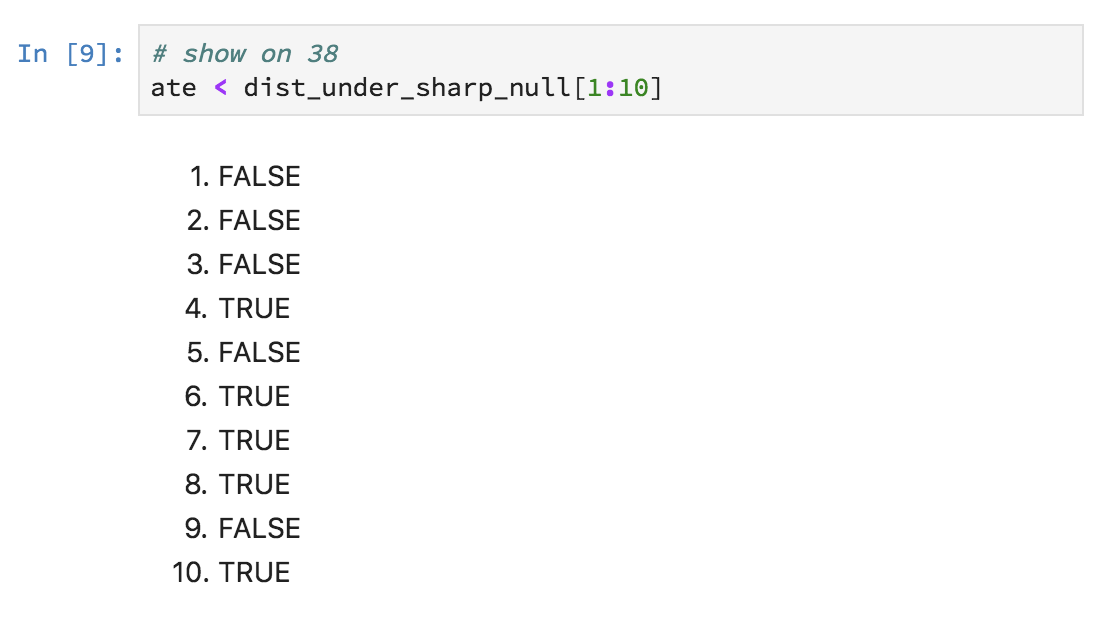 In [9]: # show on 38
ate < dist_under_sharp_null[1:10]
1. FALSE
2. FALSE
3. FALSE
4. TRUE
5. FALSE
6. TRUE
7. TRUE
8. TRUE
9. FALSE
10. TRUE